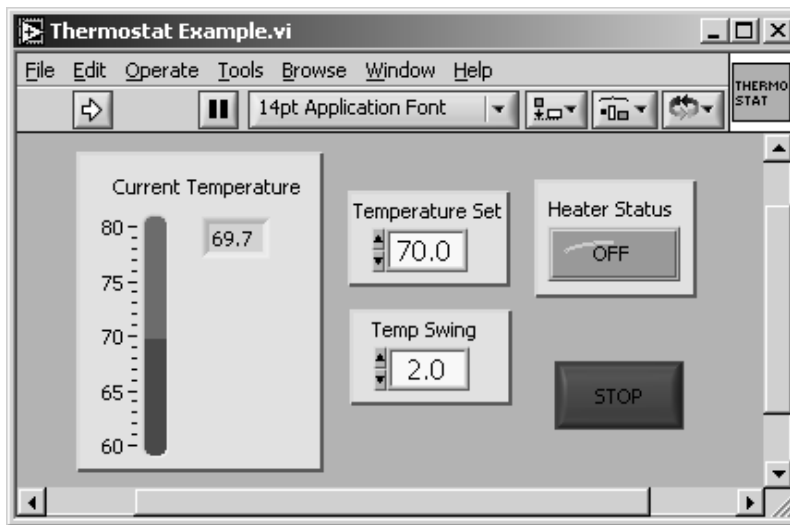 Thermostat Example.vi
File Edit Operate Tools Browse Window Help
14pt Application Font
THERMO
STAT
Current Temperature
80
75
70
65
60
69.7
Temperature Set
70.0
Temp Swing
2.0
Heater Status
OFF
STOP